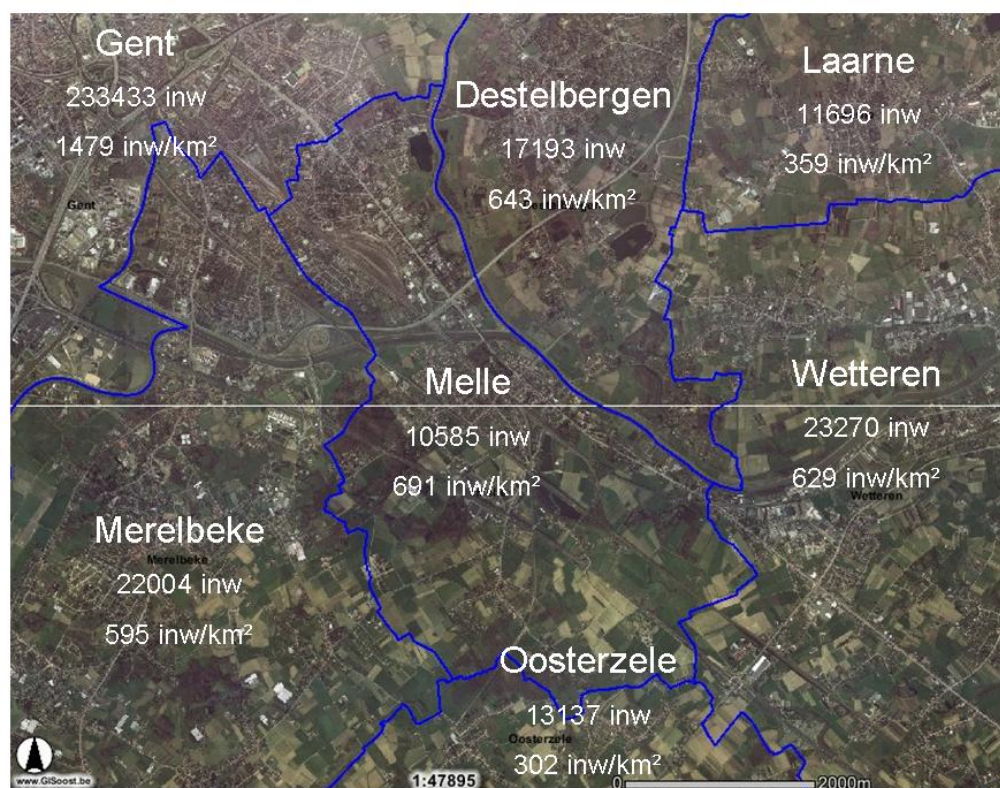 Gent
233433 inw
1479 inw/km²
Gent
Destelbergen
17193 inw
643 inw/km²
Laarne
11696 inw
359 inw/km²
Melle
10585 inw
691 inw/km²
Wetteren
23270 inw
629 inw/km²
Wetteren
Merelbeke
Merelbeke
22004 inw
595 inw/km²
Oosterzele
13137 inw
Oosterzele
302 inw/km²
www.GISoost.be
1:47895
0
2000m